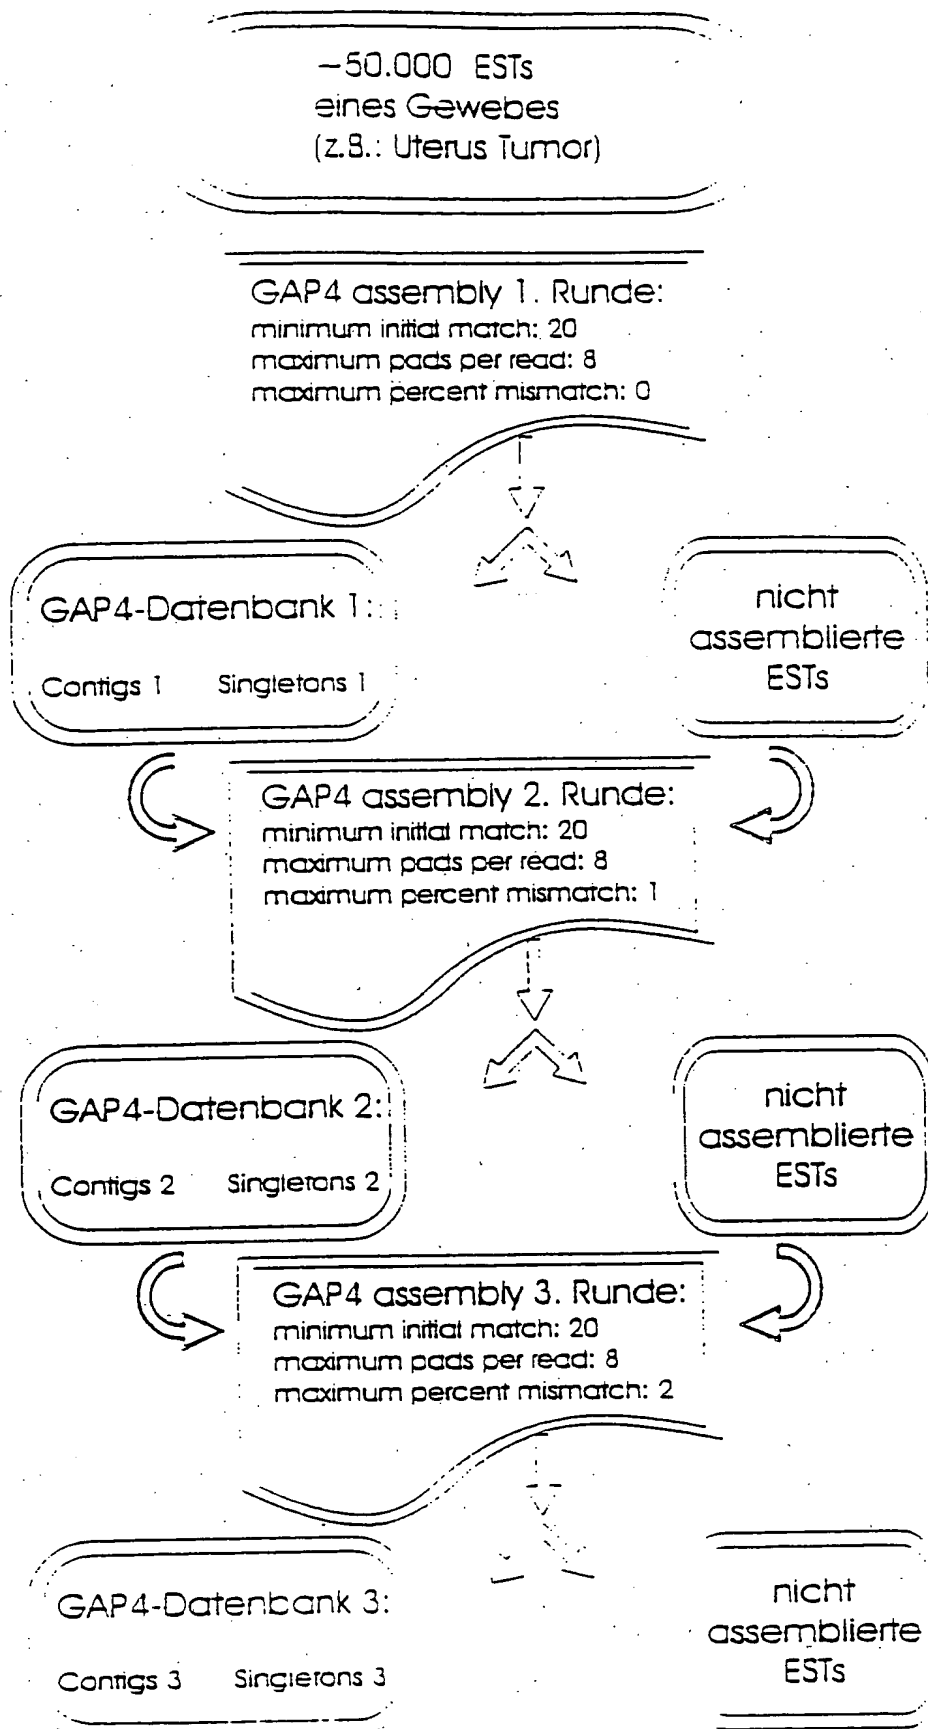 ~50.000 ESTs
eines Gewebes
(z.B.: Uterus Tumor)
GAP4 assembly 1. Runde:
minimum initial match: 20
maximum pads per read: 8
maximum percent mismatch: 0
GAP4-Datenbank 1:
Contigs 1 Singletons 1
nicht
assemblierte
ESTs
GAP4 assembly 2. Runde:
minimum initial match: 20
maximum pads per read: 8
maximum percent mismatch: 1
GAP4-Datenbank 2:
Contigs 2 Singletons 2
nicht
assemblierte
ESTs
GAP4 assembly 3. Runde:
minimum initial match: 20
maximum pads per read: 8
maximum percent mismatch: 2
GAP4-Datenbank 3:
Contigs 3 Singletons 3
nicht
assemblierte
ESTs